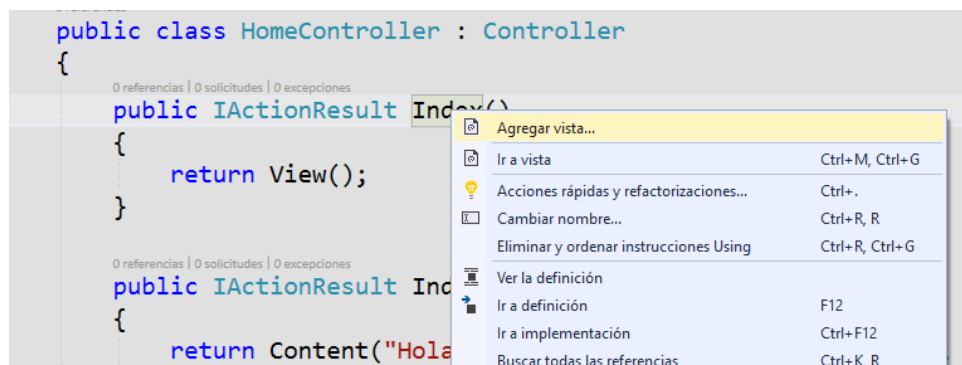 public class HomeController : Controller
{
0 referencias | 0 solicitudes | 0 excepciones
public IActionResult Index()
{
return View();
}
0 referencias | 0 solicitudes | 0 excepciones
public IActionResult Ind
{
return Content("Hola
Agregar vista...
Ir a vista Ctrl+M, Ctrl+G
Acciones rápidas y refactorizaciones... Ctrl+.
Cambiar nombre... Ctrl+R, R
Eliminar y ordenar instrucciones Using Ctrl+R, Ctrl+G
Ver la definición
Ir a definición F12
Ir a implementación Ctrl+F12
Buscar todas las referencias Ctrl+K, R